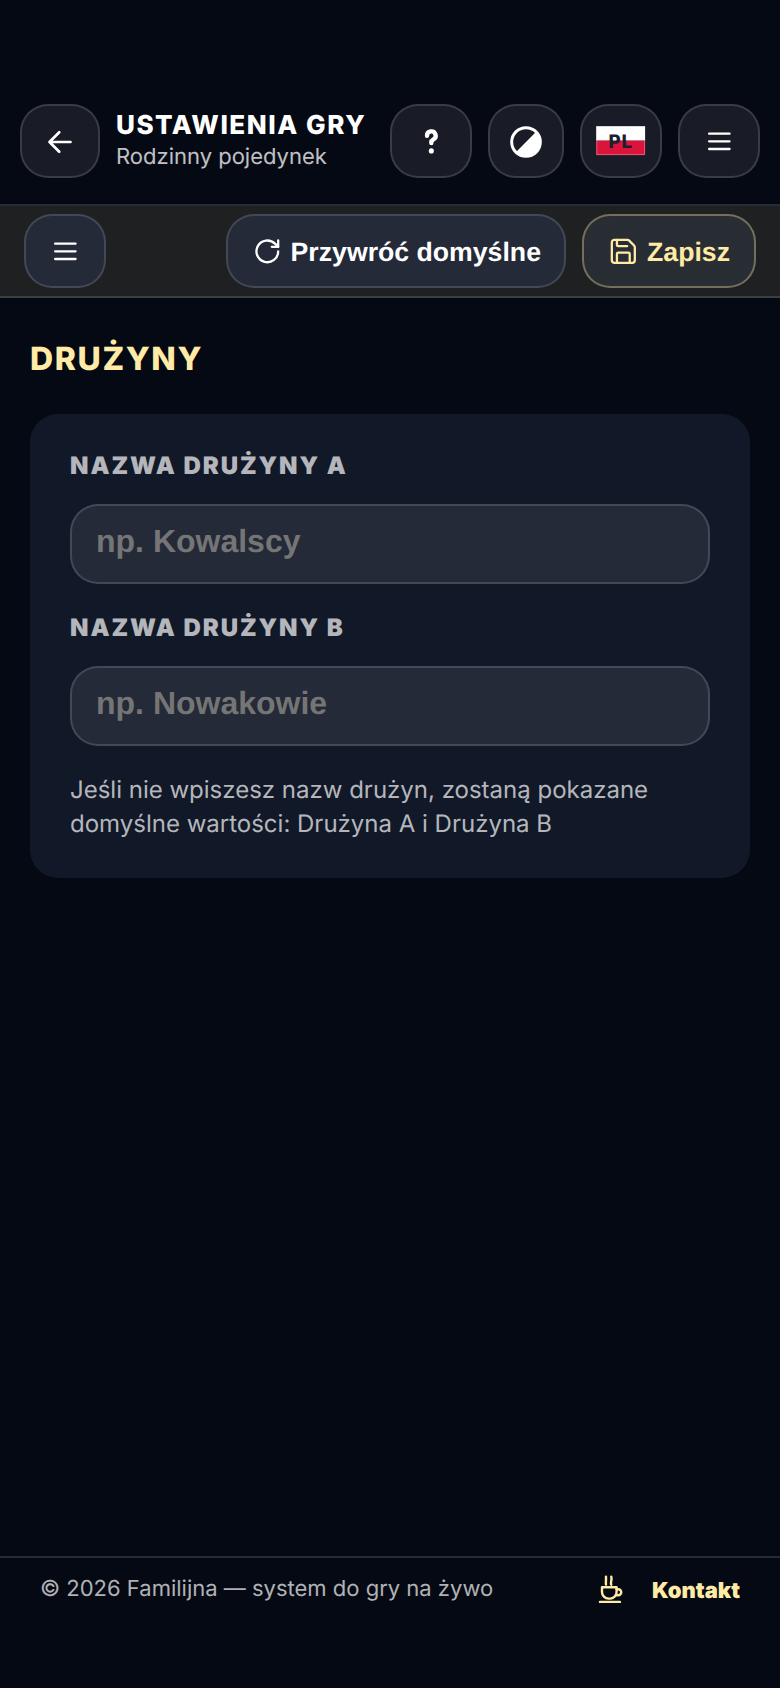 USTAWIENIA GRY
Rodzinny pojedynek
?
PL
Przywróć domyślne
Zapisz
DRUŻYNY
NAZWA DRUŻYNY A
np. Kowalscy
NAZWA DRUŻYNY B
np. Nowakowie
Jeśli nie wpiszesz nazw drużyn, zostaną pokazane
domyślne wartości: Drużyna A i Drużyna B
© 2026 Familijna — system do gry na żywo
Kontakt